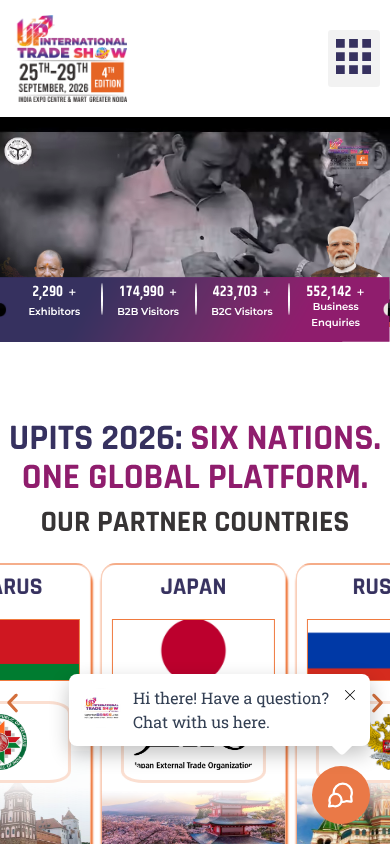 UP INTERNATIONAL
TRADE SHOW
25TH-29TH
SEPTEMBER, 2026
4TH
EDITION
INDIA EXPO CENTRE & MART GREATER NOIDA
2,290 +
Exhibitors
174,990 +
B2B Visitors
423,703 +
B2C Visitors
552,142 +
Business
Enquiries
UPITS 2026: SIX NATIONS.
ONE GLOBAL PLATFORM.
OUR PARTNER COUNTRIES
ARUS
JAPAN
RUS
Hi there! Have a question?
Chat with us here.
Japan External Trade Organization